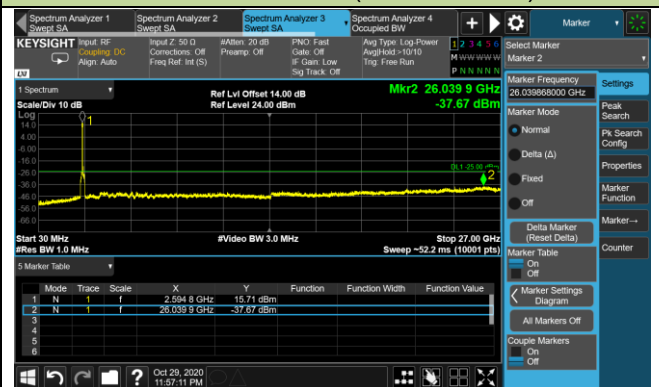 Spectrum Analyzer 1 Spectrum Analyzer 2 Spectrum Analyzer 3 Spectrum Analyzer 4 Marker
Swept SA Swept SA Swept SA Occupied BW
KEYSIGHT Input: RF Input Z: 50 Ω #Atten: 20 dB PNO: Fast Avg Type: Log-Power 1 2 3 4 5 6
Coupling: DC Corrections: Off Preamp: Off Gate: Off Avg|Hold:>10/10 M W W W W W
Align: Auto Freq Ref: Int (S) IF Gain: Low Trig: Free Run
Sig Track: Off P N N N N N
LXI
Select Marker
Marker 2
1 Spectrum Ref Lvl Offset 14.00 dB Mkr2 26.039 9 GHz
Scale/Div 10 dB Ref Level 24.00 dBm -37.67 dBm
Log
14.0
4.00
-6.00
-16.0
-26.0
-36.0
-46.0
-56.0
-66.0
1
DL1 -25.00 dBm
2
Start 30 MHz #Video BW 3.0 MHz Stop 27.00 GHz
#Res BW 1.0 MHz Sweep ~52.2 ms (10001 pts)
5 Marker Table
Mode Trace Scale X Y Function Function Width Function Value
1 N 1 f 2.594 8 GHz 15.71 dBm
2 N 1 f 26.039 9 GHz -37.67 dBm
3
4
5
6
? Oct 29, 2020
11:57:11 PM
Marker Frequency
26.039868000 GHz
Marker Mode
Normal
Delta (Δ)
Fixed
Off
Delta Marker
(Reset Delta)
Marker Table
On
Off
Marker Settings
Diagram
All Markers Off
Couple Markers
On
Off
Settings
Peak
Search
Pk Search
Config
Properties
Marker
Function
Marker→
Counter